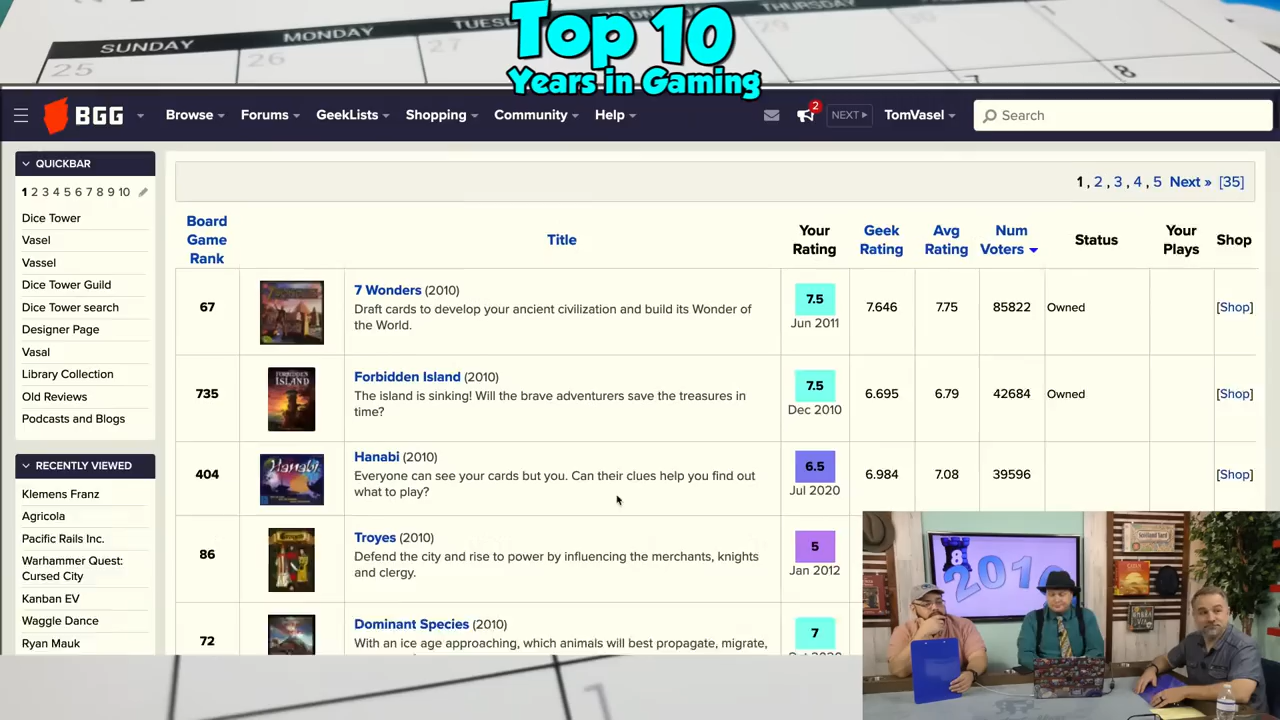 Top 10
Years in Gaming
SUNDAY
MONDAY
THURSDAY
25
26
27
29
30
1
7
8
BGG
Browse
Forums
GeekLists
Shopping
Community
Help
2
NEXT
TomVasel
Search
QUICKBAR
1 2 3 4 5 6 7 8 9 10
Dice Tower
Vasel
Vassel
Dice Tower Guild
Dice Tower search
Designer Page
Vasal
Library Collection
Old Reviews
Podcasts and Blogs
RECENTLY VIEWED
Klemens Franz
Agricola
Pacific Rails Inc.
Warhammer Quest:
Cursed City
Kanban EV
Waggle Dance
Ryan Mauk
1 , 2 , 3 , 4 , 5 Next » [35]
Board
Game
Rank
Title
Your
Rating
Geek
Rating
Avg
Rating
Num
Voters
Status
Your
Plays
Shop
67
7 Wonders (2010)
Draft cards to develop your ancient civilization and build its Wonder of
the World.
7.5
Jun 2011
7.646
7.75
85822
Owned
[Shop]
735
Forbidden Island (2010)
The island is sinking! Will the brave adventurers save the treasures in
time?
7.5
Dec 2010
6.695
6.79
42684
Owned
[Shop]
404
Hanabi (2010)
Everyone can see your cards but you. Can their clues help you find out
what to play?
6.5
Jul 2020
6.984
7.08
39596
[Shop]
86
Troyes (2010)
Defend the city and rise to power by influencing the merchants, knights
and clergy.
5
Jan 2012
72
Dominant Species (2010)
With an ice age approaching, which animals will best propagate, migrate,
7
8
2010